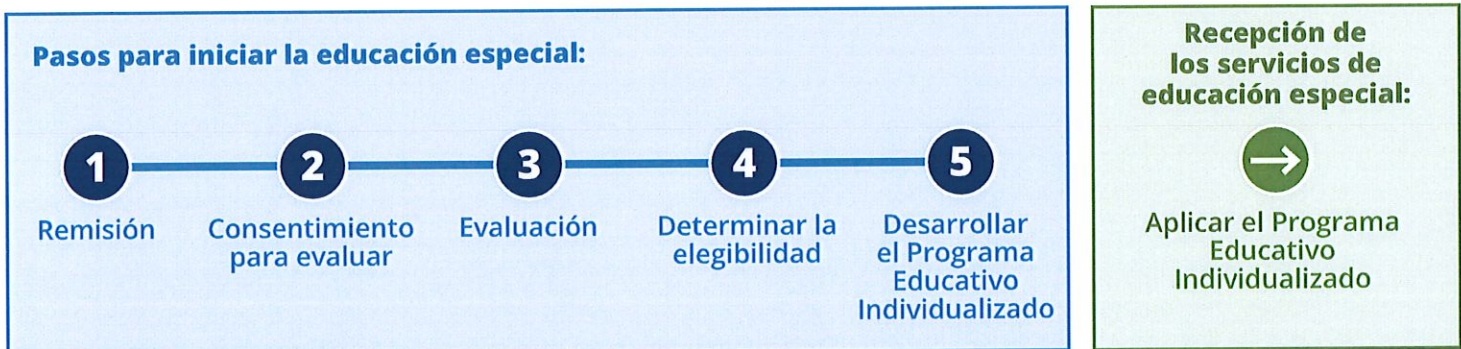 Pasos para iniciar la educación especial:
1
2
3
4
5
Remisión
Consentimiento
para evaluar
Evaluación
Determinar la
elegibilidad
Desarrollar
el Programa
Educativo
Individualizado
Recepción de
los servicios de
educación especial:
Aplicar el Programa
Educativo
Individualizado